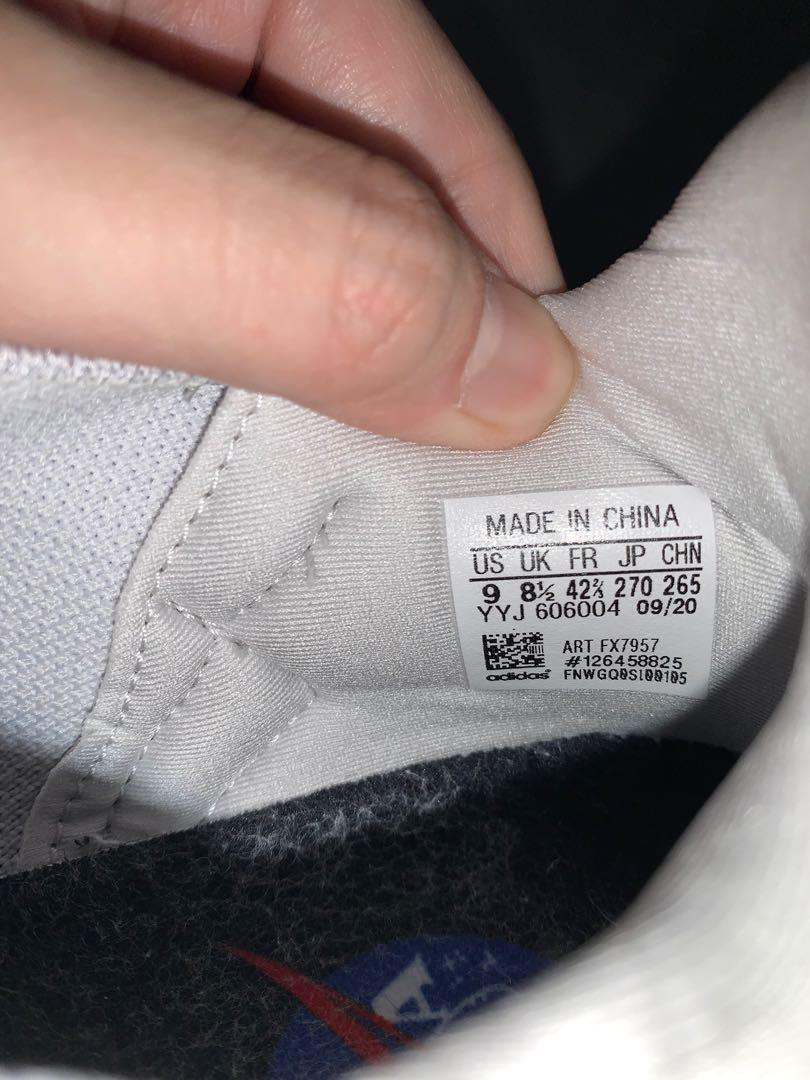 MADE IN CHINA
US UK FR JP CHN
9 8½ 42⅔ 270 265
YYJ 606004 09/20
ART FX7957
#126458825
adidas FNWGQ0SL00105
A